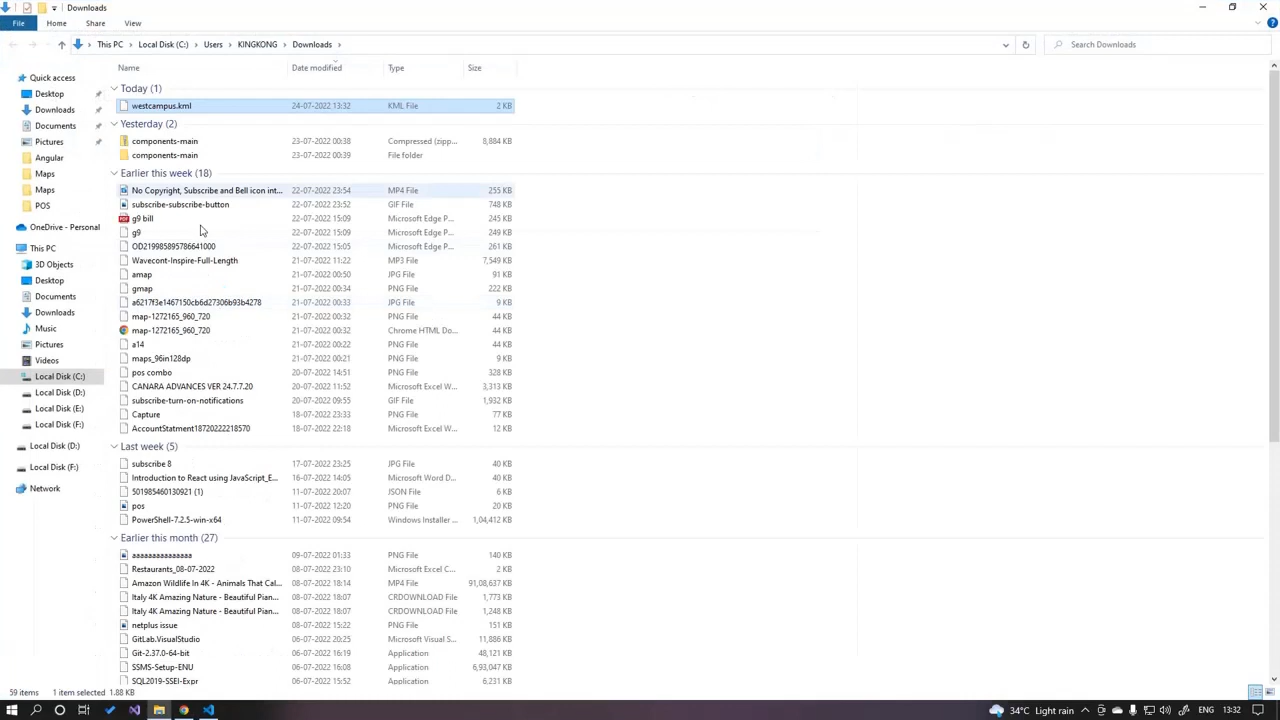 Downloads
File Home Share View
This PC Local Disk (C:) Users KINGKONG Downloads
Search Downloads
Name Date modified Type Size
Quick access
Desktop
Downloads
Documents
Pictures
Angular
Maps
Maps
POS
OneDrive - Personal
This PC
3D Objects
Desktop
Documents
Downloads
Music
Pictures
Videos
Local Disk (C:)
Local Disk (D:)
Local Disk (E:)
Local Disk (F:)
Local Disk (D:)
Local Disk (F:)
Network
Today (1)
westcampus.kml 24-07-2022 13:32 KML File 2 KB
Yesterday (2)
components-main 23-07-2022 00:38 Compressed (zipp... 8,884 KB
components-main 23-07-2022 00:39 File folder
Earlier this week (18)
No Copyright, Subscribe and Bell icon int... 22-07-2022 23:54 MP4 File 255 KB
subscribe-subscribe-button 22-07-2022 23:52 GIF File 748 KB
g9 bill 22-07-2022 15:09 Microsoft Edge P... 245 KB
g9 22-07-2022 15:09 Microsoft Edge P... 249 KB
OD219985895786641000 22-07-2022 15:05 Microsoft Edge P... 261 KB
Wavecont-Inspire-Full-Length 21-07-2022 11:22 MP3 File 7,549 KB
amap 21-07-2022 00:50 JPG File 91 KB
gmap 21-07-2022 00:34 PNG File 222 KB
a6217f3e1467150cb6d27306b93b4278 21-07-2022 00:33 JPG File 9 KB
map-1272165_960_720 21-07-2022 00:32 PNG File 44 KB
map-1272165_960_720 21-07-2022 00:32 Chrome HTML Do... 44 KB
a14 21-07-2022 00:22 PNG File 44 KB
maps_96in128dp 21-07-2022 00:21 PNG File 9 KB
pos combo 20-07-2022 14:51 PNG File 328 KB
CANARA ADVANCES VER 24.7.7.20 20-07-2022 11:52 Microsoft Excel W... 3,313 KB
subscribe-turn-on-notifications 20-07-2022 09:55 GIF File 1,932 KB
Capture 18-07-2022 23:33 PNG File 77 KB
AccountStatment18720222218570 18-07-2022 22:18 Microsoft Excel W... 12 KB
Last week (5)
subscribe 8 17-07-2022 23:25 JPG File 40 KB
Introduction to React using JavaScript_E... 16-07-2022 14:05 Microsoft Word D... 40 KB
501985460130921 (1) 11-07-2022 20:07 JSON File 6 KB
pos 11-07-2022 12:20 PNG File 20 KB
PowerShell-7.2.5-win-x64 11-07-2022 09:54 Windows Installer ... 1,04,412 KB
Earlier this month (27)
aaaaaaaaaaaaaaa 09-07-2022 01:33 PNG File 140 KB
Restaurants_08-07-2022 08-07-2022 23:10 Microsoft Excel C... 2 KB
Amazon Wildlife In 4K - Animals That Cal... 08-07-2022 18:14 MP4 File 91,08,637 KB
Italy 4K Amazing Nature - Beautiful Pian... 08-07-2022 18:07 CRDOWNLOAD File 1,773 KB
Italy 4K Amazing Nature - Beautiful Pian... 08-07-2022 18:07 CRDOWNLOAD File 1,248 KB
netplus issue 08-07-2022 15:22 PNG File 151 KB
GitLab.VisualStudio 06-07-2022 20:25 Microsoft Visual S... 11,886 KB
Git-2.37.0-64-bit 06-07-2022 16:19 Application 48,121 KB
SSMS-Setup-ENU 06-07-2022 16:08 Application 6,93,047 KB
SQL2019-SSEI-Expr 06-07-2022 15:52 Application 6,231 KB
59 items 1 item selected 1.88 KB
34°C Light rain ENG 13:32